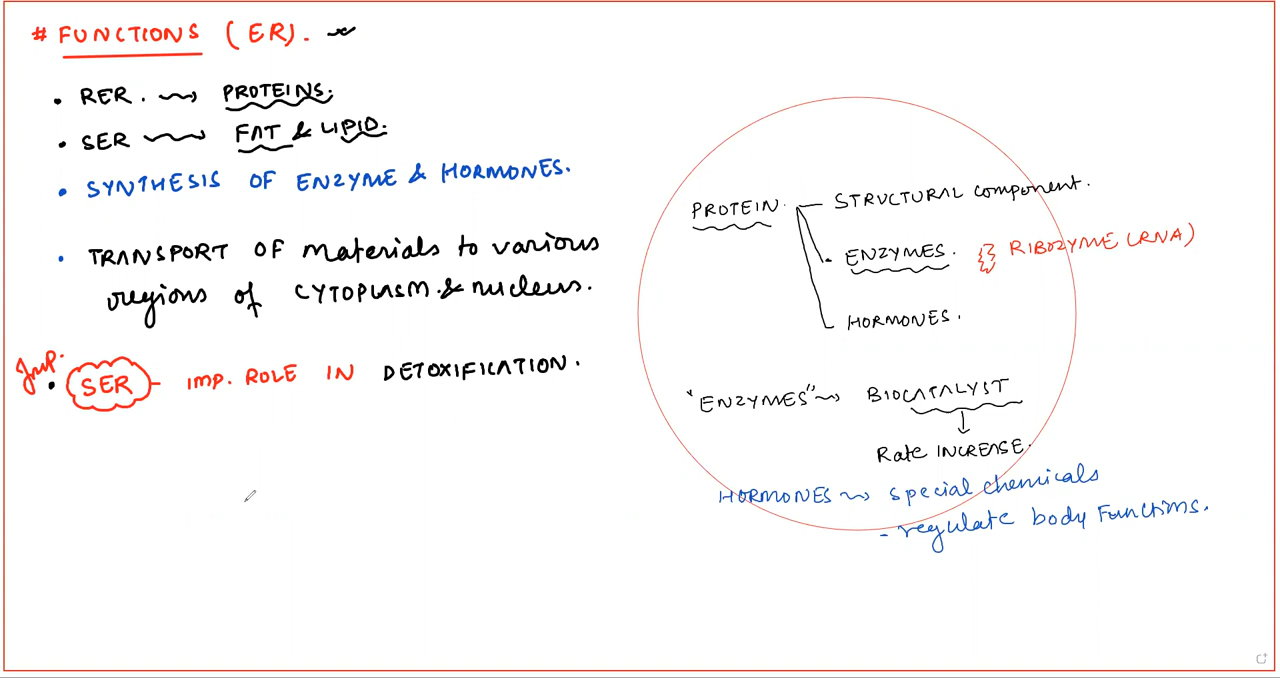 # FUNCTIONS (ER).
• RER. → PROTEINS.
• SER → FAT & LIPID.
• SYNTHESIS OF ENZYME & HORMONES.
• TRANSPORT OF materials to various
regions of CYTOPLASM & nucleus.
Imp.
• SER - IMP. ROLE IN DETOXIFICATION.
PROTEIN. — STRUCTURAL component.
• ENZYMES. }} RIBOZYME (RNA)
HORMONES.
"ENZYMES" → BIOCATALYST
↓
Rate INCREASE.
HORMONES → special chemicals
- regulate body Functions.